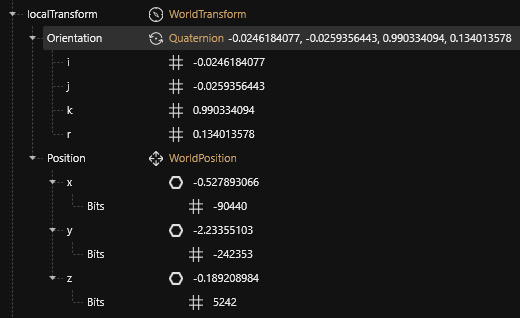 localTransform WorldTransform
Orientation Quaternion -0.0246184077, -0.0259356443, 0.990334094, 0.134013578
i -0.0246184077
j -0.0259356443
k 0.990334094
r 0.134013578
Position WorldPosition
x -0.527893066
Bits -90440
y -2.23355103
Bits -242353
z -0.189208984
Bits 5242